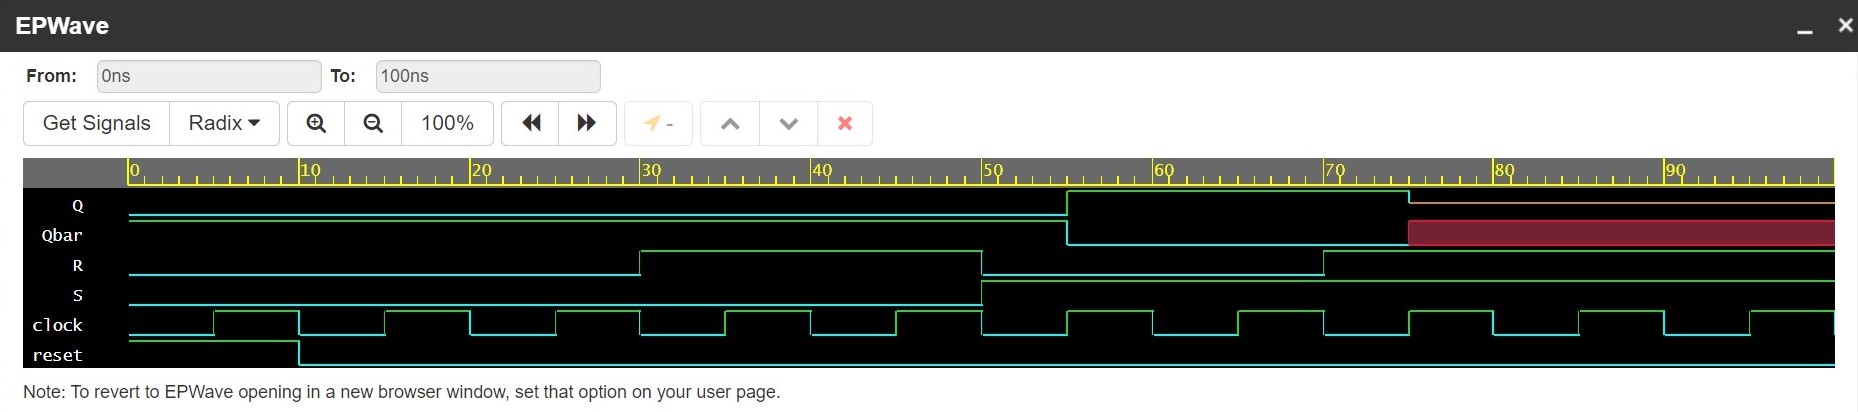 EPWave
From: 0ns To: 100ns
Get Signals Radix 100% -
0 10 20 30 40 50 60 70 80 90
Q
Qbar
R
S
clock
reset
Note: To revert to EPWave opening in a new browser window, set that option on your user page.